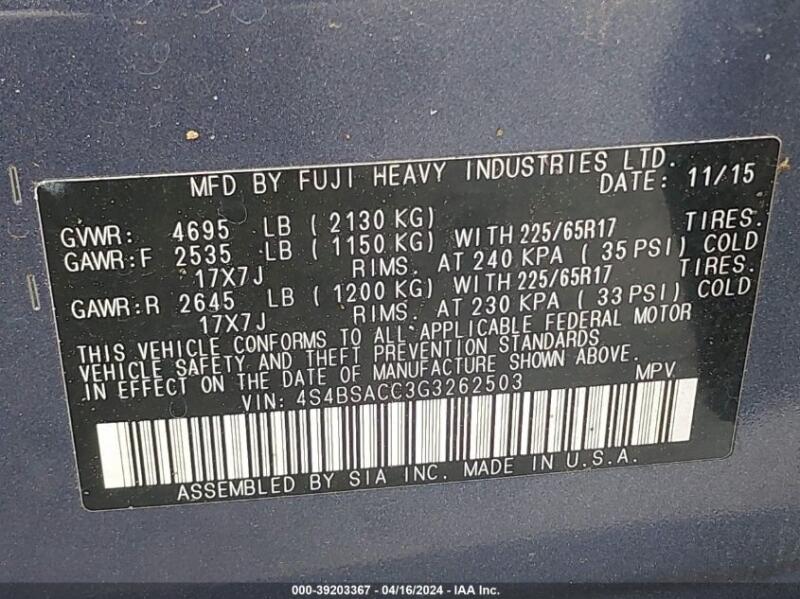 MFD BY FUJI HEAVY INDUSTRIES LTD.
DATE: 11/15
GVWR: 4695 LB ( 2130 KG)
GAWR:F 2535 LB ( 1150 KG) WITH 225/65R17 TIRES.
17X7J RIMS. AT 240 KPA ( 35 PSI) COLD
GAWR:R 2645 LB ( 1200 KG) WITH 225/65R17 TIRES.
17X7J RIMS. AT 230 KPA ( 33 PSI) COLD
THIS VEHICLE CONFORMS TO ALL APPLICABLE FEDERAL MOTOR
VEHICLE SAFETY AND THEFT PREVENTION STANDARDS
IN EFFECT ON THE DATE OF MANUFACTURE SHOWN ABOVE.
VIN: 4S4BSACC3G3262503 MPV
ASSEMBLED BY SIA INC. MADE IN U.S.A.
000-39203367 - 04/16/2024 - IAA Inc.